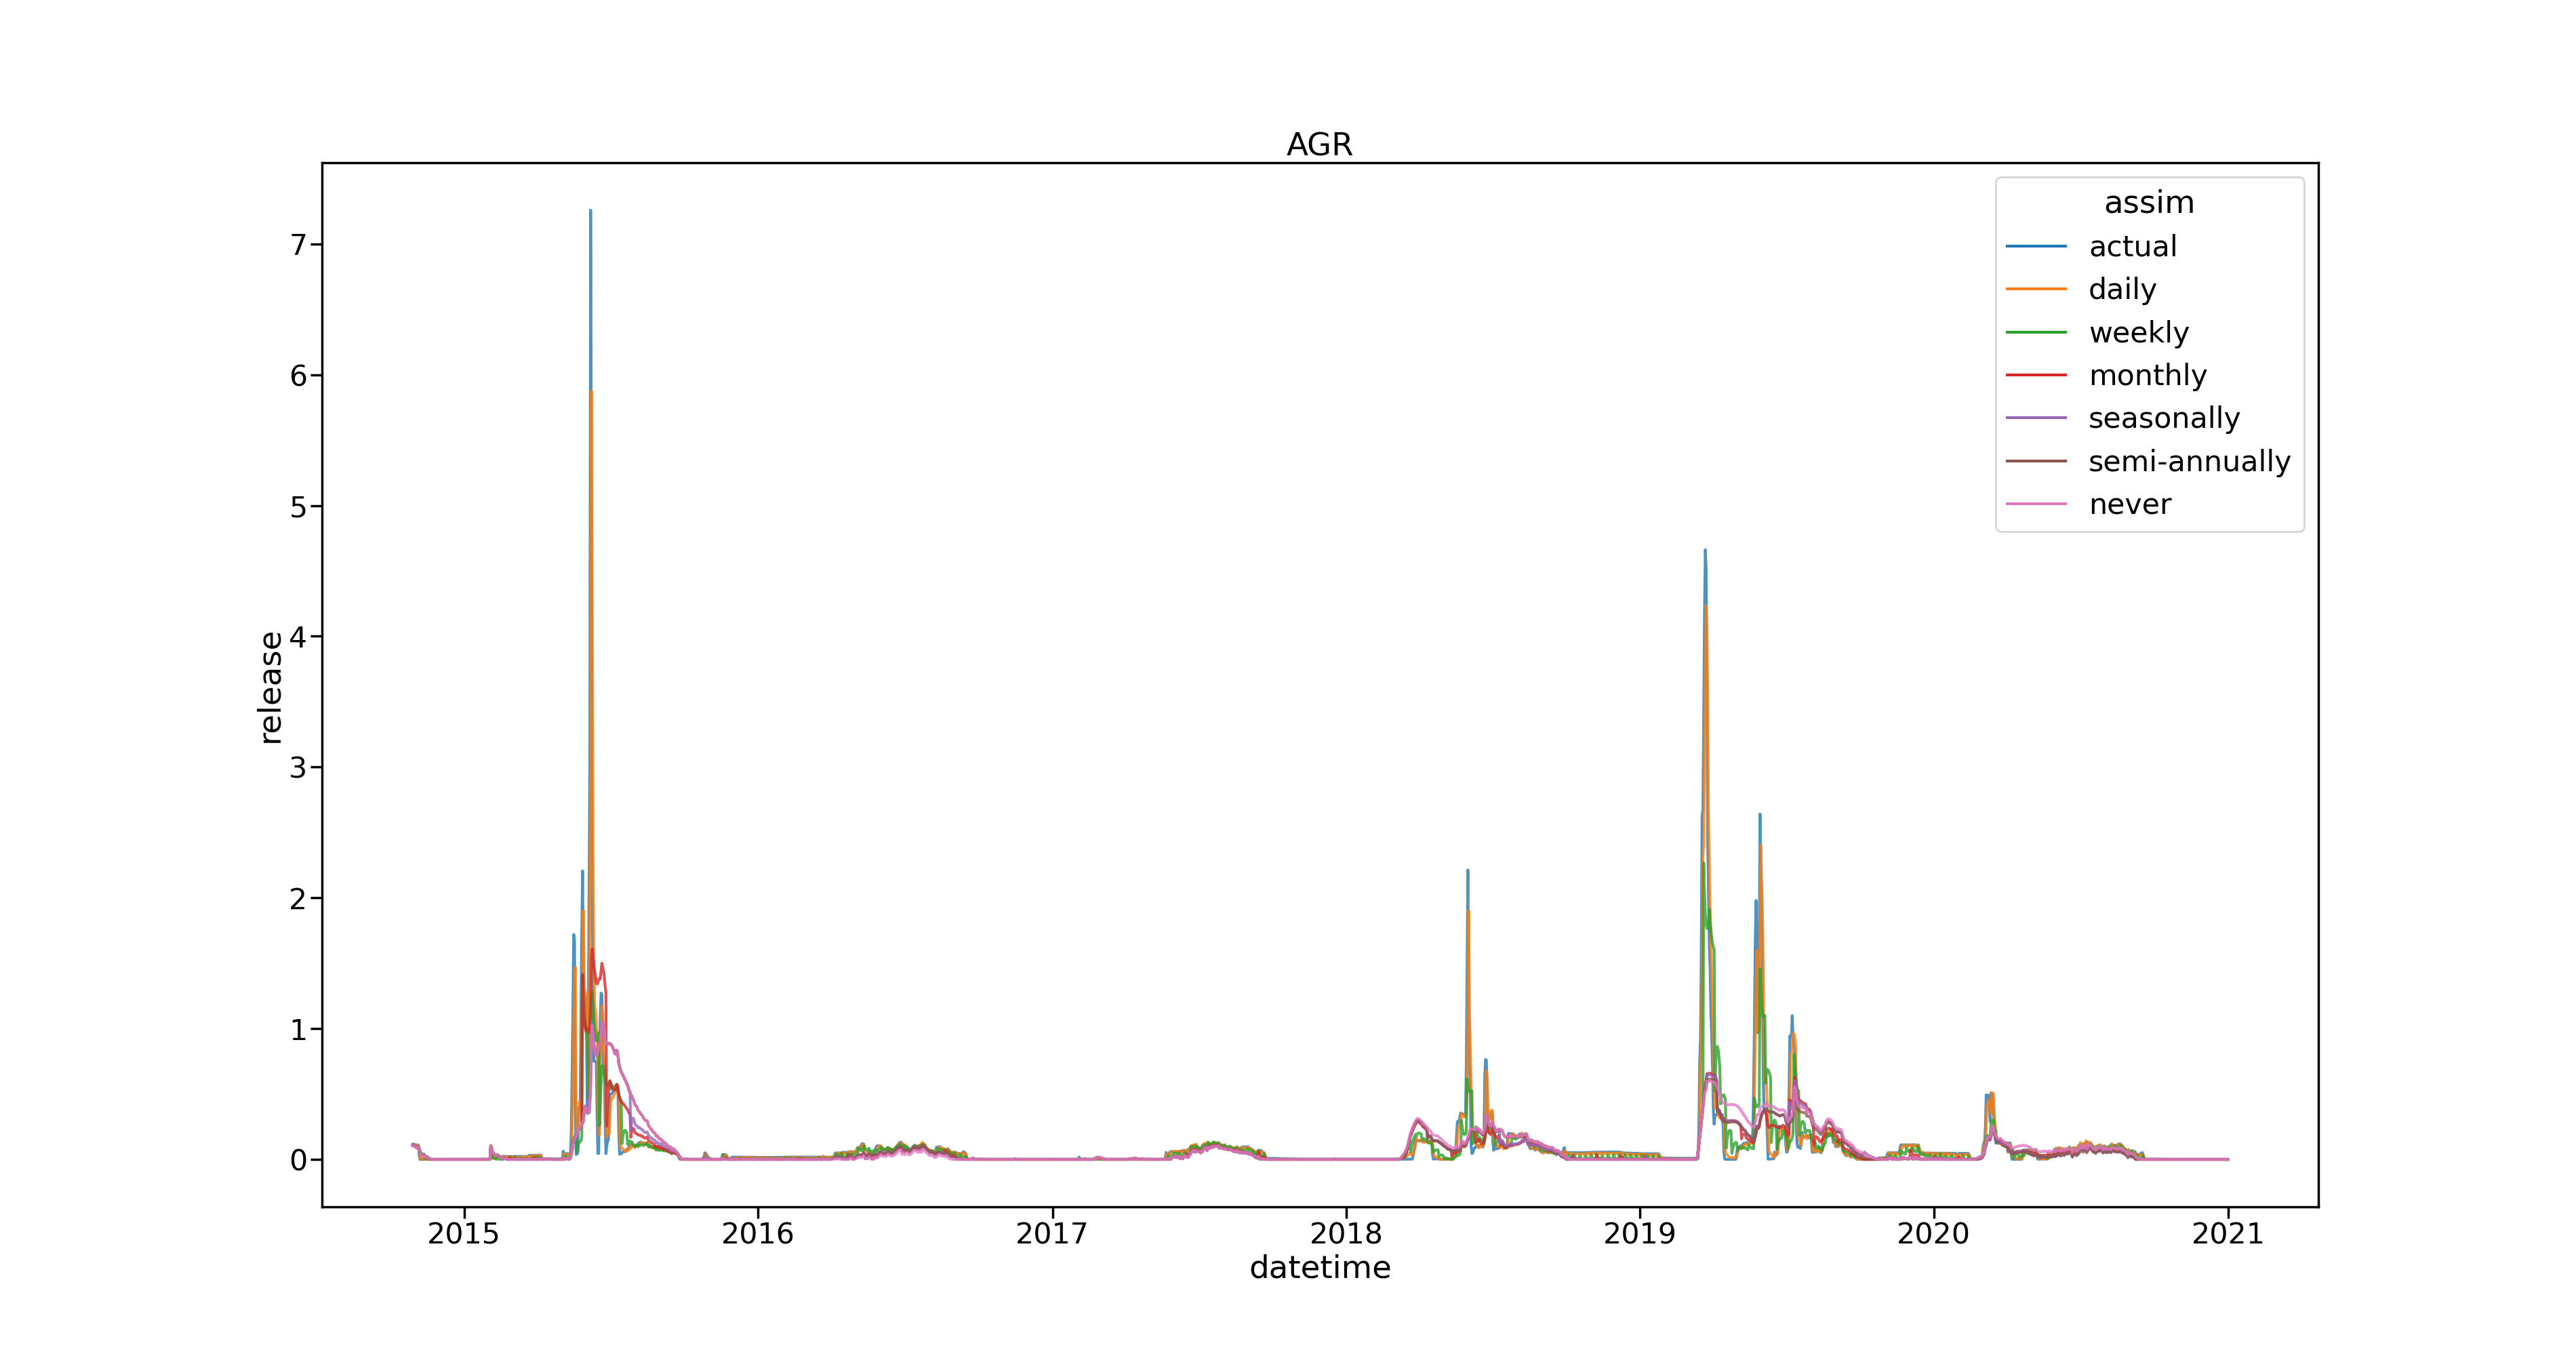 AGR
assim
actual
daily
weekly
monthly
seasonally
semi-annually
never
release
7
6
5
4
3
2
1
0
2015 2016 2017 2018 2019 2020 2021
datetime